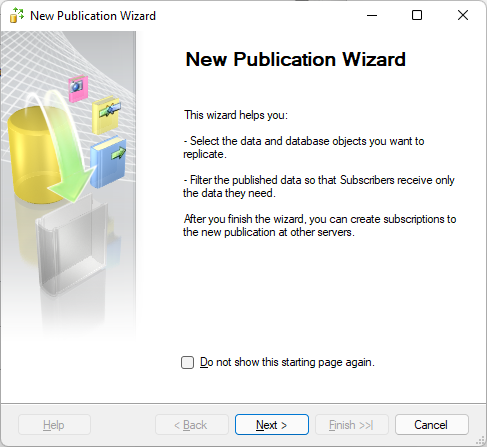 New Publication Wizard
New Publication Wizard
This wizard helps you:
- Select the data and database objects you want to
replicate.
- Filter the published data so that Subscribers receive only
the data they need.
After you finish the wizard, you can create subscriptions to
the new publication at other servers.
Do not show this starting page again.
Help
< Back
Next >
Finish >>|
Cancel